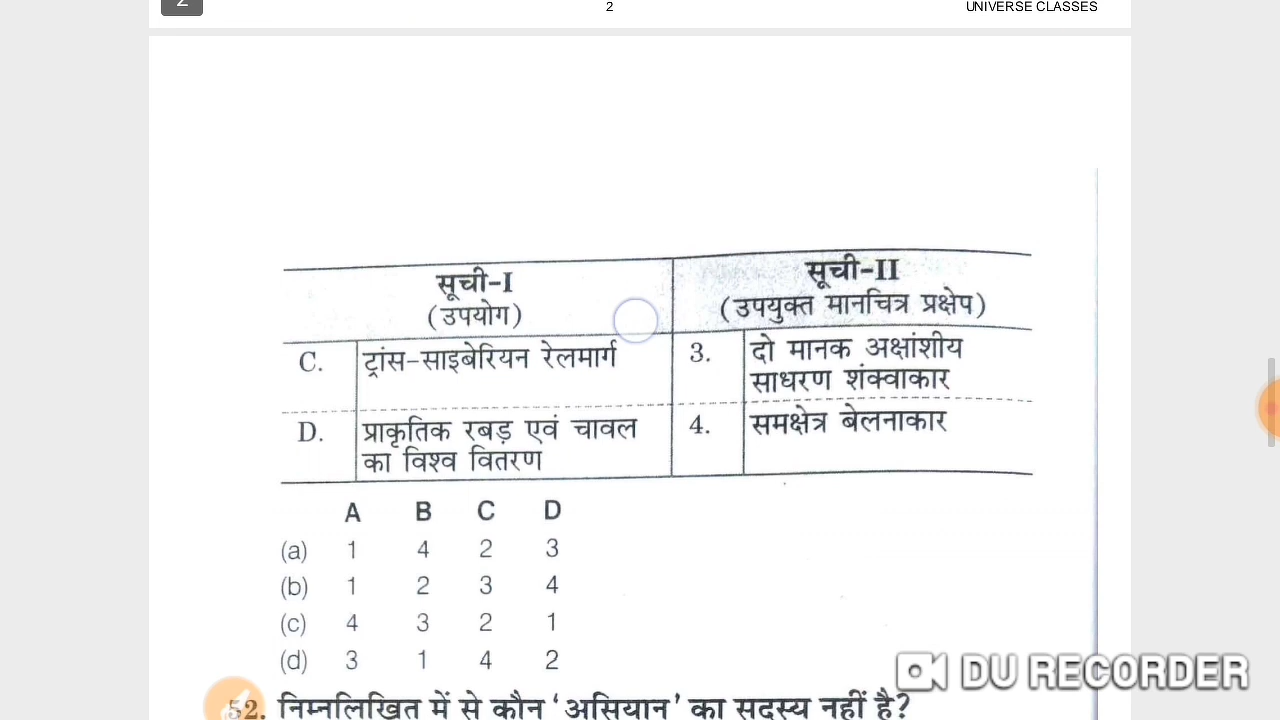 2
2 UNIVERSE CLASSES
सूची-I सूची-II
(उपयोग) (उपयुक्त मानचित्र प्रक्षेप)
C. ट्रांस-साइबेरियन रेलमार्ग 3. दो मानक अक्षांशीय
साधरण शंक्वाकार
D. प्राकृतिक रबड़ एवं चावल 4. समक्षेत्र बेलनाकार
का विश्व वितरण
A B C D
(a) 1 4 2 3
(b) 1 2 3 4
(c) 4 3 2 1
(d) 3 1 4 2
DU RECORDER
52. निम्नलिखित में से कौन 'असियान' का सदस्य नहीं है?